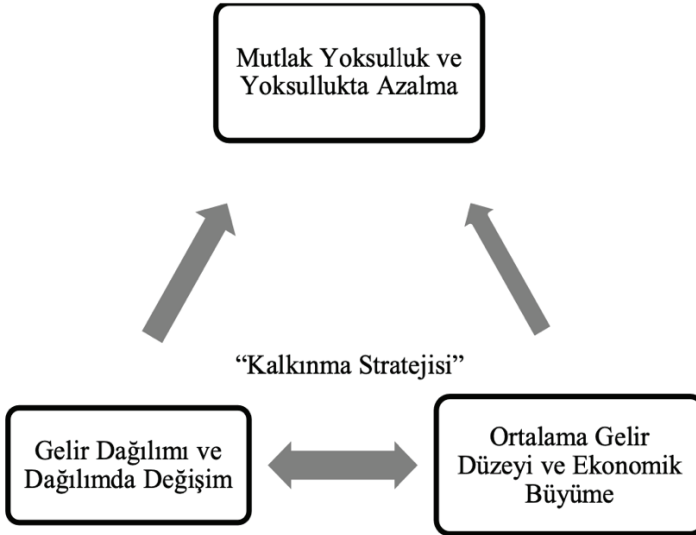 Mutlak Yoksulluk ve
Yoksullukta Azalma
“Kalkınma Stratejisi”
Gelir Dağılımı ve
Dağılımda Değişim
Ortalama Gelir
Düzeyi ve Ekonomik
Büyüme